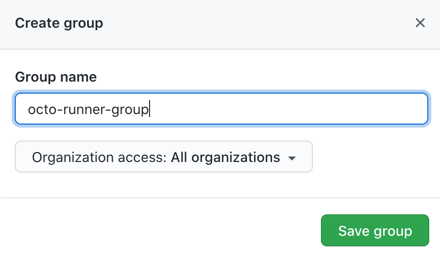 Create group
Group name
octo-runner-group
Organization access: All organizations
Save group